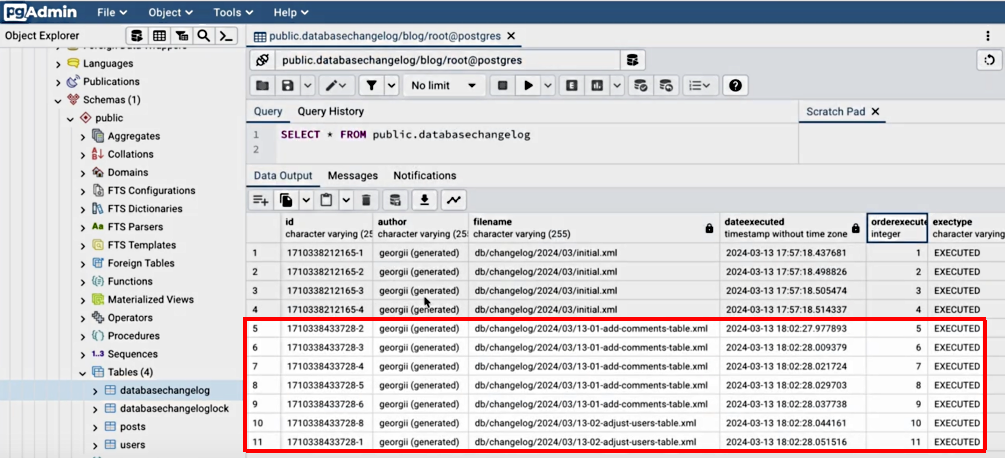 pgAdmin File Object Tools Help
Object Explorer
public.databasechangelog/blog/root@postgres
public.databasechangelog/blog/root@postgres
No limit
Query Query History Scratch Pad
1 SELECT * FROM public.databasechangelog
2
Data Output Messages Notifications
Languages
Publications
Schemas (1)
public
Aggregates
Collations
Domains
FTS Configurations
FTS Dictionaries
FTS Parsers
FTS Templates
Foreign Tables
Functions
Materialized Views
Operators
Procedures
1..3 Sequences
Tables (4)
databasechangelog
databasechangeloglock
posts
users
id author filename dateexecuted orderexecute exectype
character varying (25 character varying (25 character varying (255) timestamp without time zone integer character varying
1 1710338212165-1 georgii (generated) db/changelog/2024/03/initial.xml 2024-03-13 17:57:18.437681 1 EXECUTED
2 1710338212165-2 georgii (generated) db/changelog/2024/03/initial.xml 2024-03-13 17:57:18.498826 2 EXECUTED
3 1710338212165-3 georgii (generated) db/changelog/2024/03/initial.xml 2024-03-13 17:57:18.505474 3 EXECUTED
4 1710338212165-4 georgii (generated) db/changelog/2024/03/initial.xml 2024-03-13 17:57:18.514337 4 EXECUTED
5 1710338433728-2 georgii (generated) db/changelog/2024/03/13-01-add-comments-table.xml 2024-03-13 18:02:27.977893 5 EXECUTED
6 1710338433728-3 georgii (generated) db/changelog/2024/03/13-01-add-comments-table.xml 2024-03-13 18:02:28.009379 6 EXECUTED
7 1710338433728-4 georgii (generated) db/changelog/2024/03/13-01-add-comments-table.xml 2024-03-13 18:02:28.021724 7 EXECUTED
8 1710338433728-5 georgii (generated) db/changelog/2024/03/13-01-add-comments-table.xml 2024-03-13 18:02:28.029703 8 EXECUTED
9 1710338433728-6 georgii (generated) db/changelog/2024/03/13-01-add-comments-table.xml 2024-03-13 18:02:28.037738 9 EXECUTED
10 1710338433728-8 georgii (generated) db/changelog/2024/03/13-02-adjust-users-table.xml 2024-03-13 18:02:28.044161 10 EXECUTED
11 1710338433728-1 georgii (generated) db/changelog/2024/03/13-02-adjust-users-table.xml 2024-03-13 18:02:28.051516 11 EXECUTED